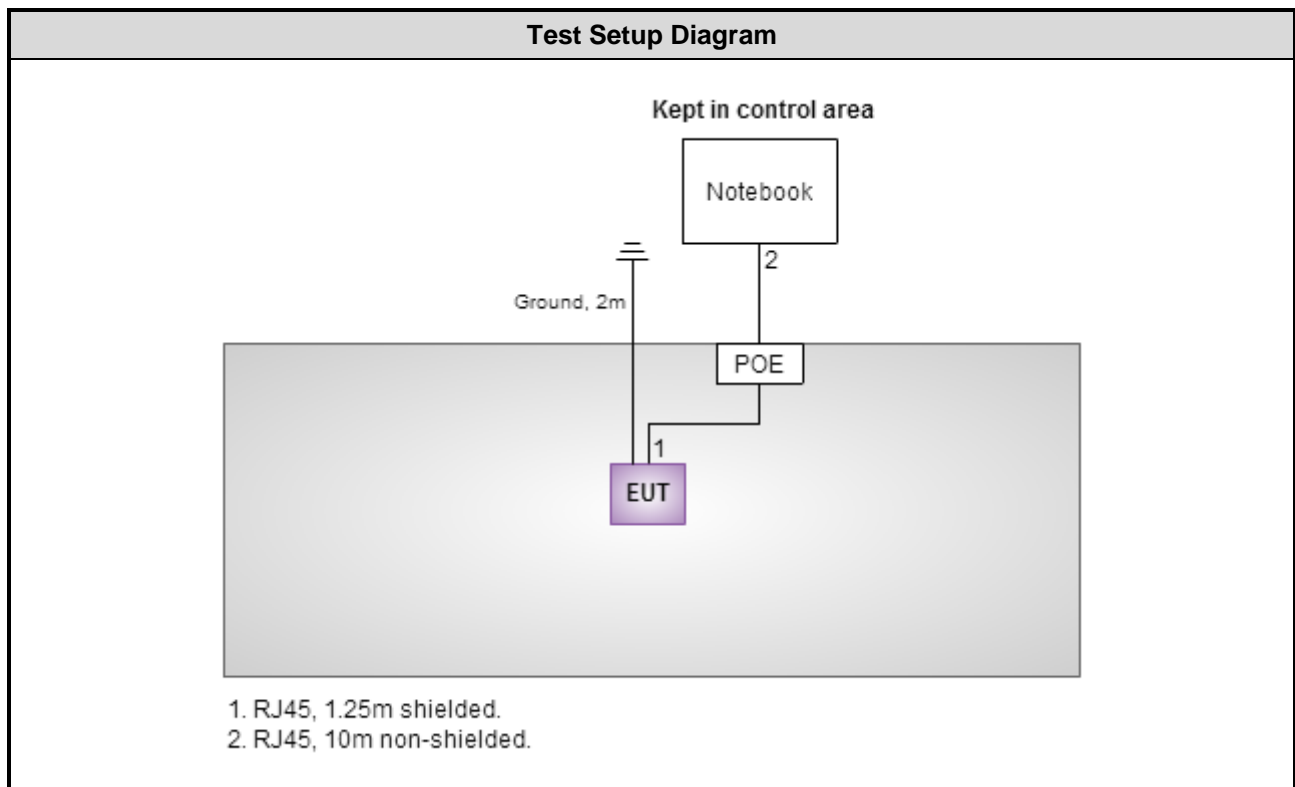 Test Setup Diagram
Kept in control area
Notebook
2
Ground, 2m
POE
1
EUT
1. RJ45, 1.25m shielded.
2. RJ45, 10m non-shielded.